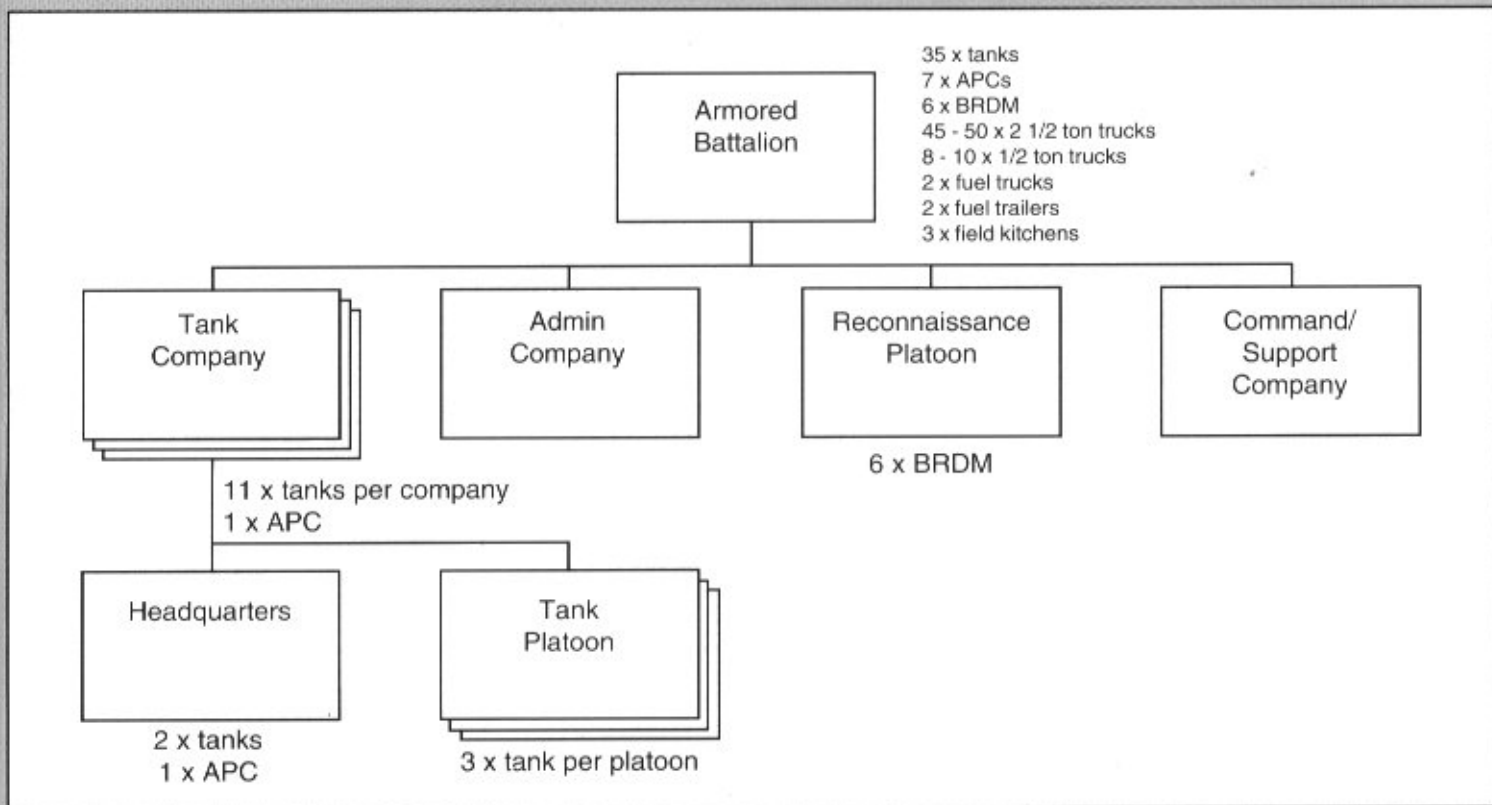 Armored
Battalion
35 x tanks
7 x APCs
6 x BRDM
45 - 50 x 2 1/2 ton trucks
8 - 10 x 1/2 ton trucks
2 x fuel trucks
2 x fuel trailers
3 x field kitchens
Tank
Company
Admin
Company
Reconnaissance
Platoon
Command/
Support
Company
6 x BRDM
11 x tanks per company
1 x APC
Headquarters
Tank
Platoon
2 x tanks
1 x APC
3 x tank per platoon